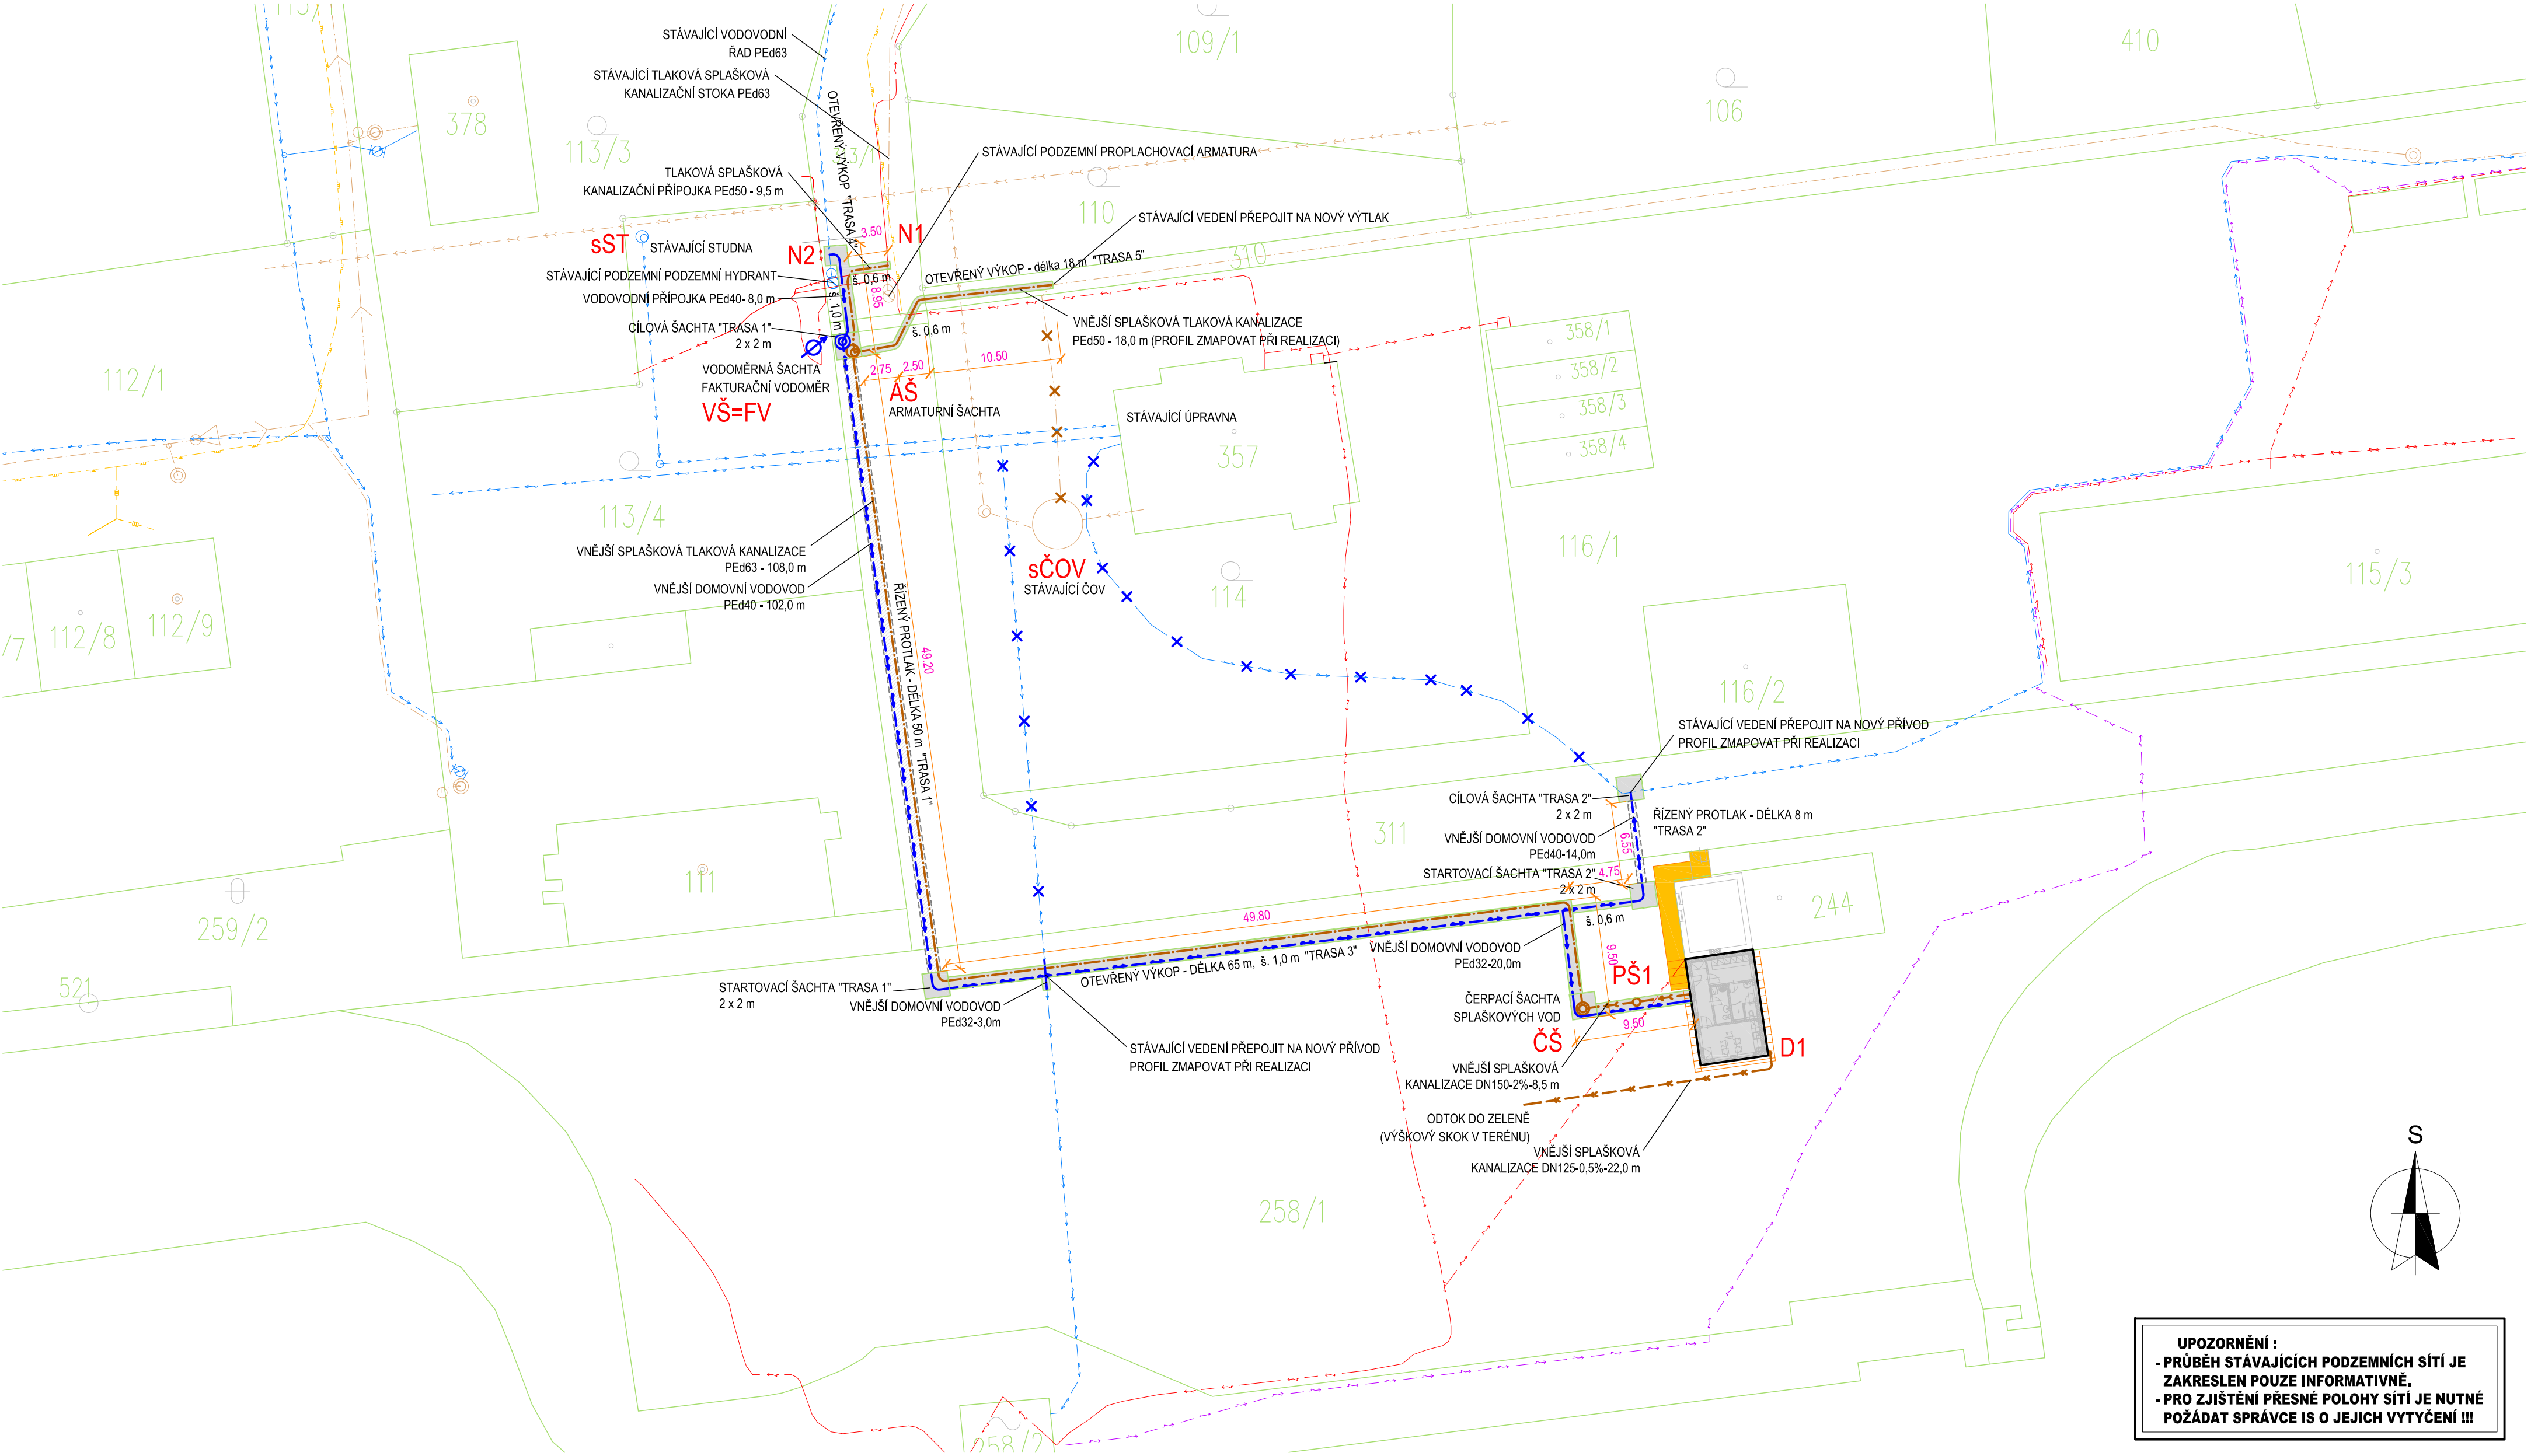 STÁVAJÍCÍ VODOVODNÍ
ŘAD PEd63
STÁVAJÍCÍ TLAKOVÁ SPLAŠKOVÁ
KANALIZAČNÍ STOKA PEd63
109/1
410
106
378
113/3
OTEVŘENÝ VÝKOP "TRASA 4"
STÁVAJÍCÍ PODZEMNÍ PROPLACHOVACÍ ARMATURA
TLAKOVÁ SPLAŠKOVÁ
KANALIZAČNÍ PŘÍPOJKA PEd50 - 9,5 m
110
STÁVAJÍCÍ VEDENÍ PŘEPOJIT NA NOVÝ VÝTLAK
3.50
N1
sST
STÁVAJÍCÍ STUDNA
N2
310
STÁVAJÍCÍ PODZEMNÍ PODZEMNÍ HYDRANT
š. 0,6 m
OTEVŘENÝ VÝKOP - délka 18 m "TRASA 5"
VODOVODNÍ PŘÍPOJKA PEd40- 8,0 m
š. 1,0 m
8.95
CÍLOVÁ ŠACHTA "TRASA 1"
2 x 2 m
š. 0,6 m
VNĚJŠÍ SPLAŠKOVÁ TLAKOVÁ KANALIZACE
PEd50 - 18,0 m (PROFIL ZMAPOVAT PŘI REALIZACI)
358/1
358/2
358/3
358/4
2.75
2.50
10.50
112/1
VODOMĚRNÁ ŠACHTA
FAKTURAČNÍ VODOMĚR
VŠ=FV
AŠ
ARMATURNÍ ŠACHTA
STÁVAJÍCÍ ÚPRAVNA
357
113/4
116/1
VNĚJŠÍ SPLAŠKOVÁ TLAKOVÁ KANALIZACE
PEd63 - 108,0 m
VNĚJŠÍ DOMOVNÍ VODOVOD
PEd40 - 102,0 m
sČOV
STÁVAJÍCÍ ČOV
114
115/3
/7
112/8
112/9
ŘÍZENÝ PROTLAK - DÉLKA 50 m "TRASA 1"
49.20
116/2
STÁVAJÍCÍ VEDENÍ PŘEPOJIT NA NOVÝ PŘÍVOD
PROFIL ZMAPOVAT PŘI REALIZACI
CÍLOVÁ ŠACHTA "TRASA 2"
2 x 2 m
ŘÍZENÝ PROTLAK - DÉLKA 8 m
"TRASA 2"
311
VNĚJŠÍ DOMOVNÍ VODOVOD
PEd40-14,0m
6.55
STARTOVACÍ ŠACHTA "TRASA 2"
2 x 2 m
4.75
111
259/2
244
49.80
š. 0,6 m
VNĚJŠÍ DOMOVNÍ VODOVOD
PEd32-20,0m
9.50
OTEVŘENÝ VÝKOP - DÉLKA 65 m, š. 1,0 m "TRASA 3"
PŠ1
521
STARTOVACÍ ŠACHTA "TRASA 1"
2 x 2 m
VNĚJŠÍ DOMOVNÍ VODOVOD
PEd32-3,0m
ČERPACÍ ŠACHTA
SPLAŠKOVÝCH VOD
ČŠ
9.50
STÁVAJÍCÍ VEDENÍ PŘEPOJIT NA NOVÝ PŘÍVOD
PROFIL ZMAPOVAT PŘI REALIZACI
D1
VNĚJŠÍ SPLAŠKOVÁ
KANALIZACE DN150-2%-8,5 m
ODTOK DO ZELENĚ
(VÝŠKOVÝ SKOK V TERÉNU)
VNĚJŠÍ SPLAŠKOVÁ
KANALIZACE DN125-0,5%-22,0 m
258/1
S
258/2
UPOZORNĚNÍ :
- PRŮBĚH STÁVAJÍCÍCH PODZEMNÍCH SÍTÍ JE
ZAKRESLEN POUZE INFORMATIVNĚ.
- PRO ZJIŠTĚNÍ PŘESNÉ POLOHY SÍTÍ JE NUTNÉ
POŽÁDAT SPRÁVCE IS O JEJICH VYTYČENÍ !!!